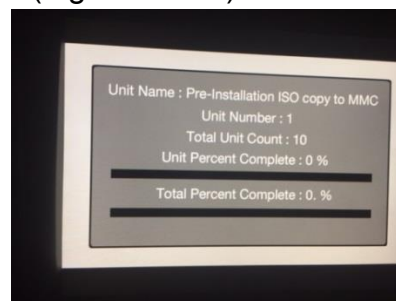 Unit Name : Pre-Installation ISO copy to MMC
Unit Number : 1
Total Unit Count : 10
Unit Percent Complete : 0 %
Total Percent Complete : 0. %